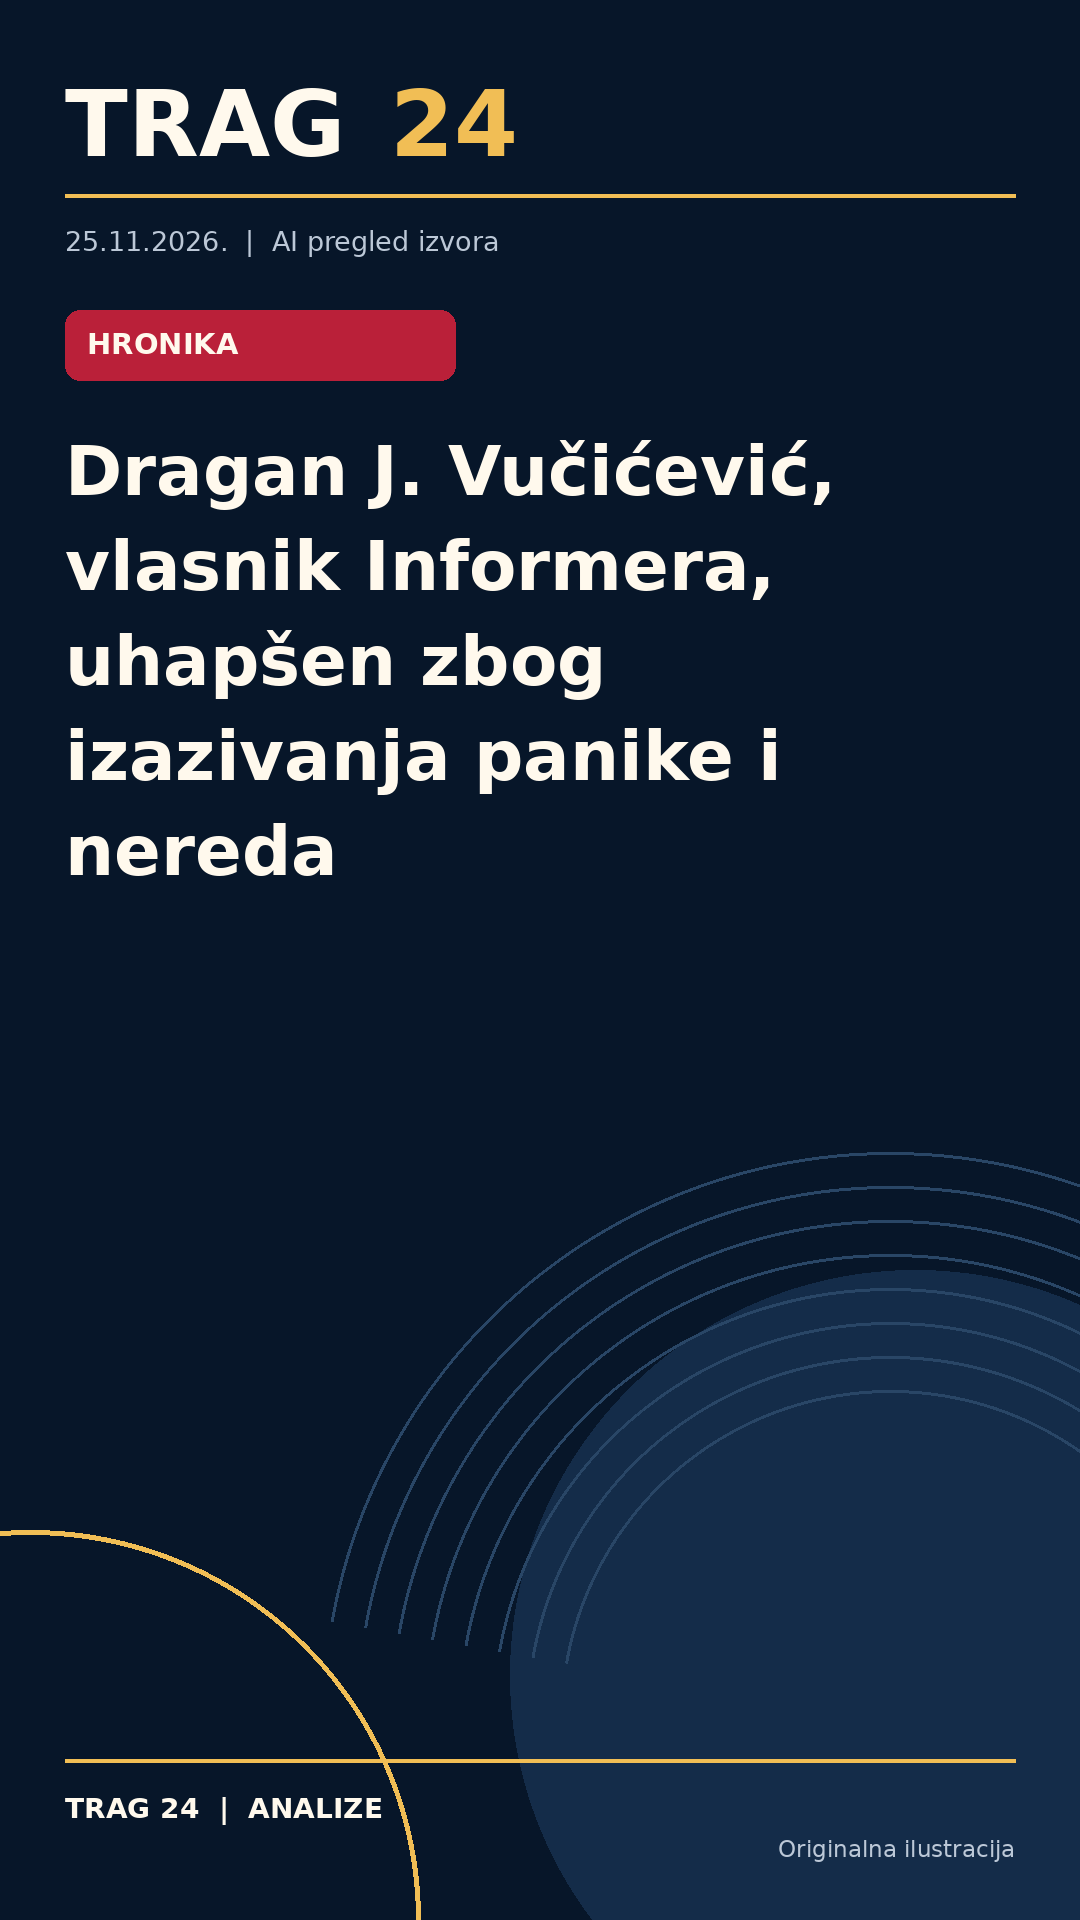 TRAG 24
25.11.2026. | AI pregled izvora
HRONIKA
Dragan J. Vučićević,
vlasnik Informera,
uhapšen zbog
izazivanja panike i
nereda
TRAG 24 | ANALIZE
Originalna ilustracija